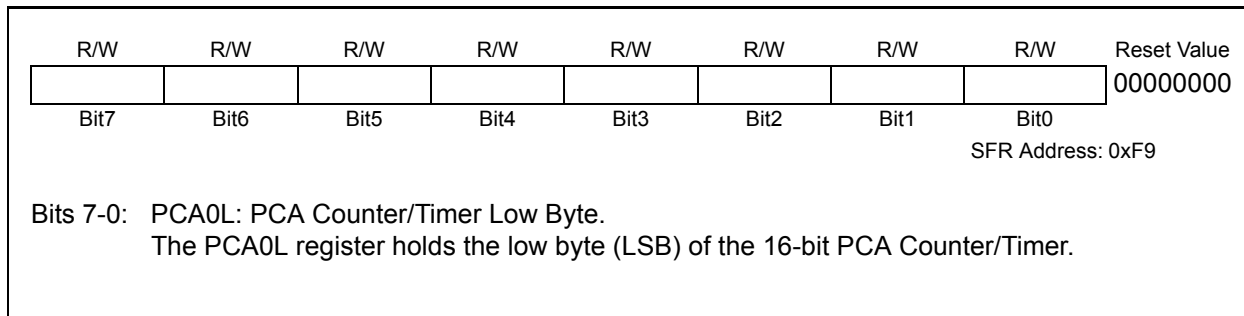 R/W R/W R/W R/W R/W R/W R/W R/W Reset Value
00000000
Bit7 Bit6 Bit5 Bit4 Bit3 Bit2 Bit1 Bit0
SFR Address: 0xF9
Bits 7-0: PCA0L: PCA Counter/Timer Low Byte.
The PCA0L register holds the low byte (LSB) of the 16-bit PCA Counter/Timer.